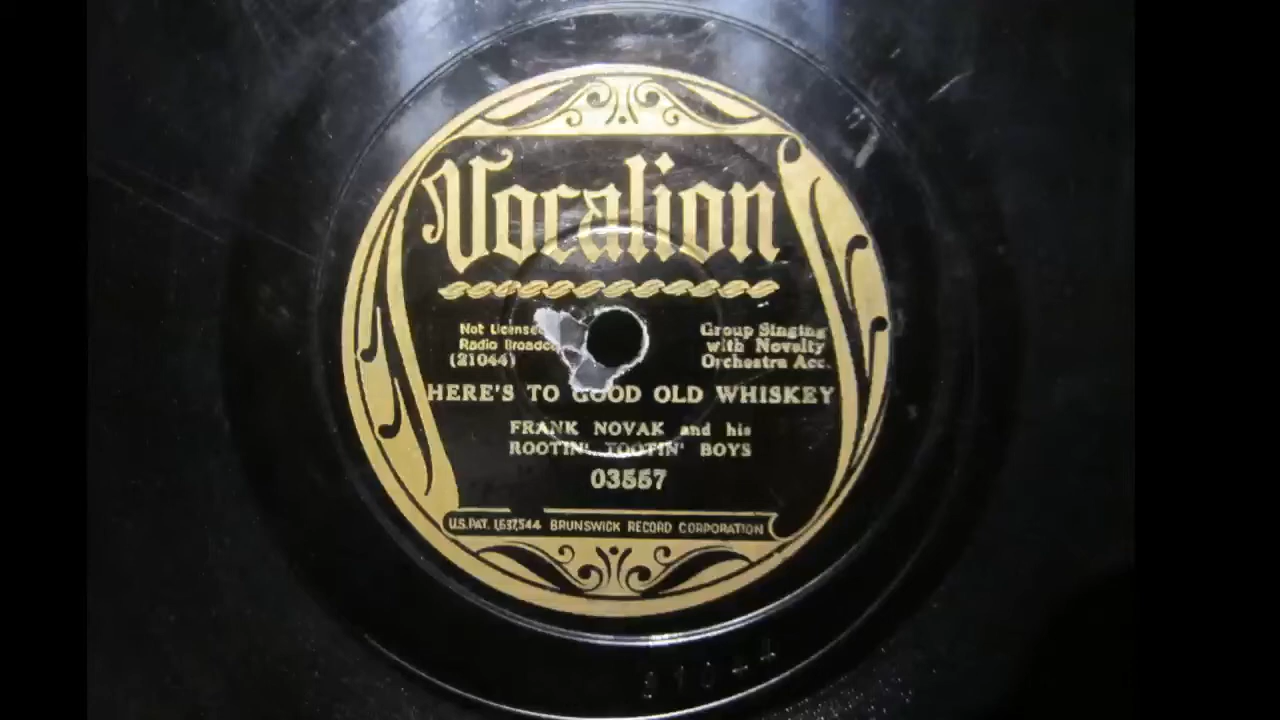 Vocalion
Not Licensed
Radio Broadc
(21044)
Group Singing
with Novelty
Orchestra Acc.
HERE'S TO GOOD OLD WHISKEY
FRANK NOVAK and his
ROOTIN' TOOTIN' BOYS
03557
U.S. PAT. 1,637,544 BRUNSWICK RECORD CORPORATION
21044